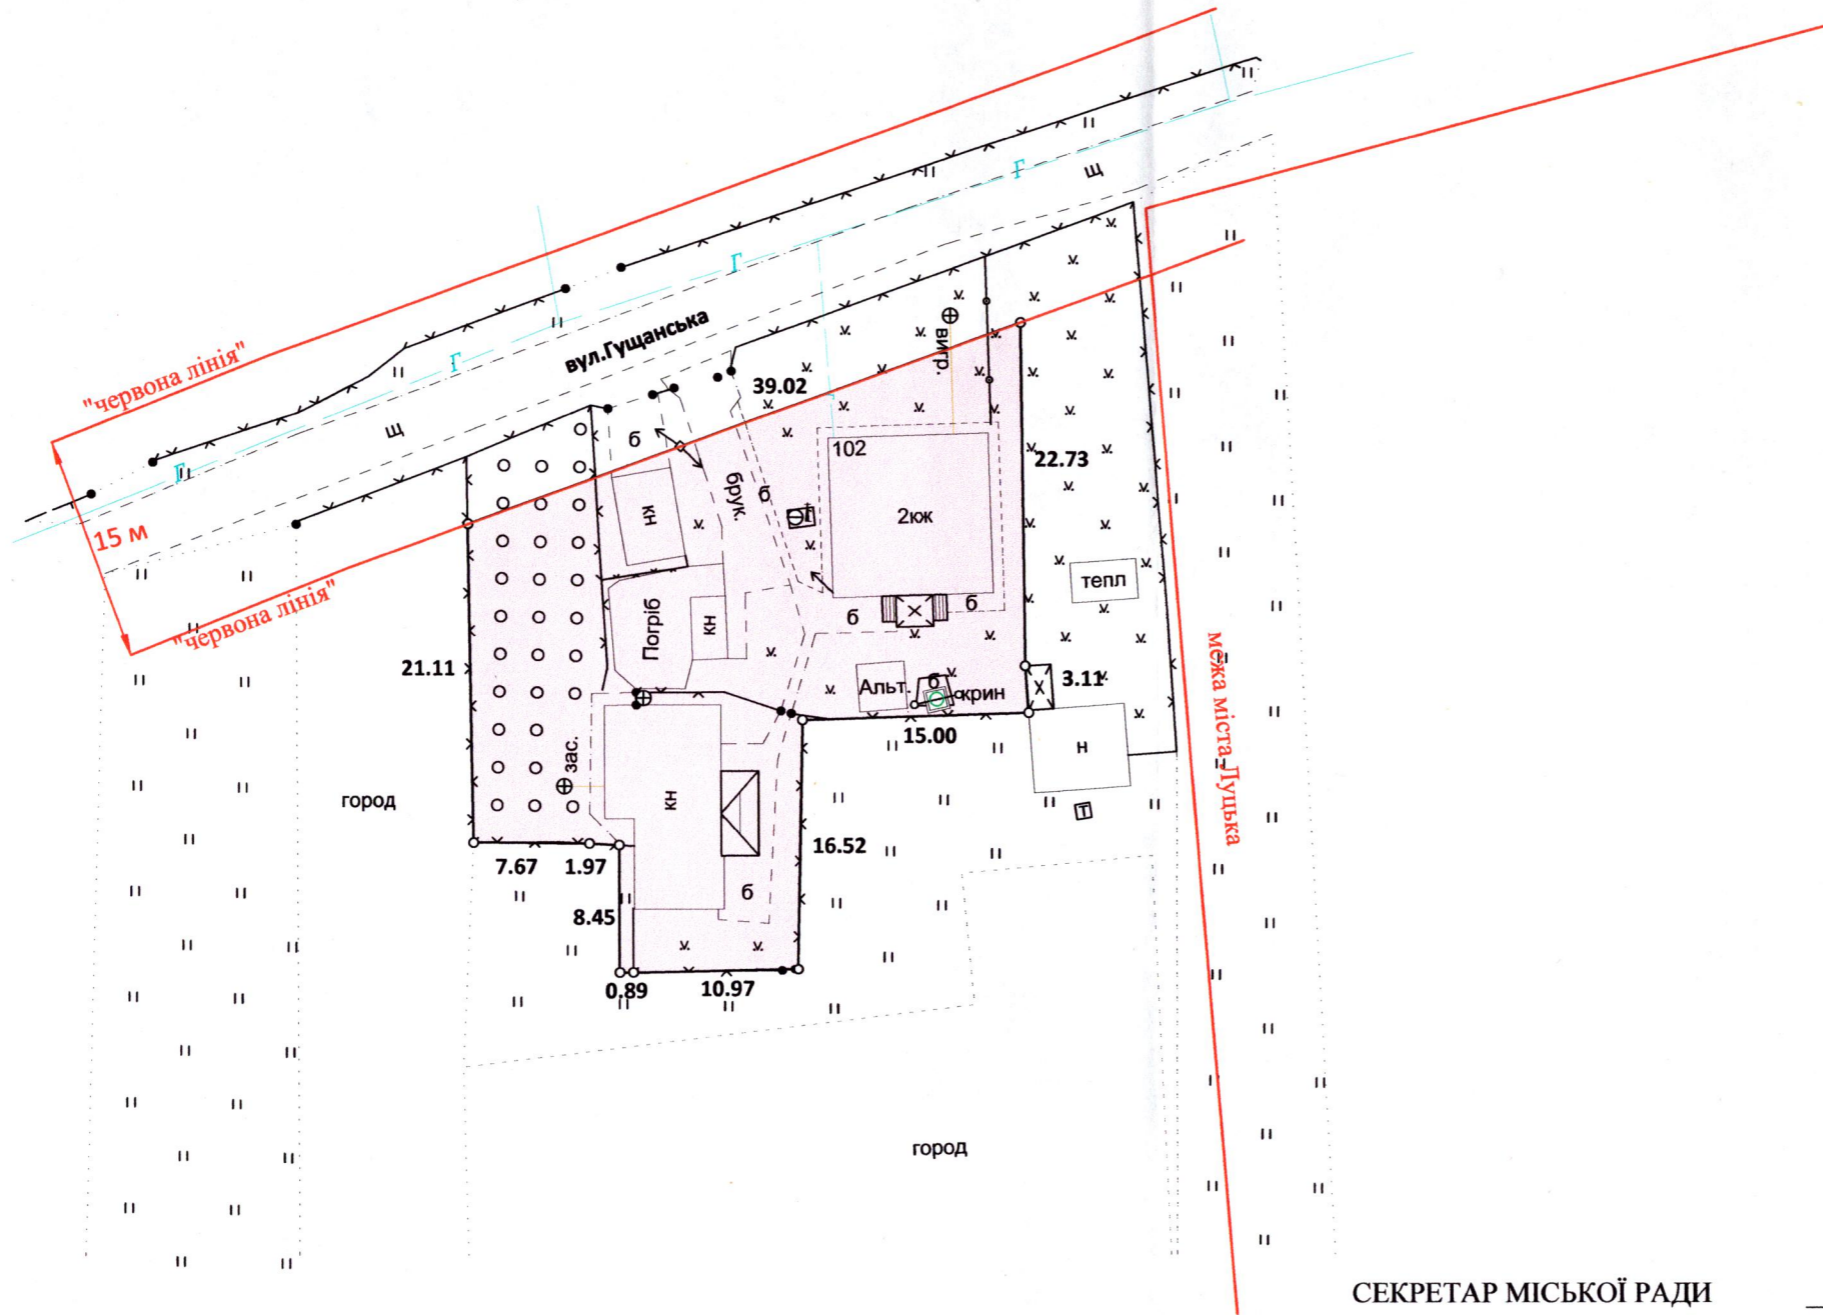 Г
Щ
"червона лінія"
Г
Г
вул.Гущанська
Щ
Г
15 м
"червона лінія"
39.02
вигр.
б
102
22.73
брук.
б
кн
2кж
Г
тепл
Погріб
кн
б
б
х
21.11
Альт.
б
крин
х
3.11
межа міста Луцька
15.00
н
Т
зас.
город
кн
16.52
7.67
1.97
8.45
б
0.89
10.97
город
СЕКРЕТАР МІСЬКОЇ РАДИ